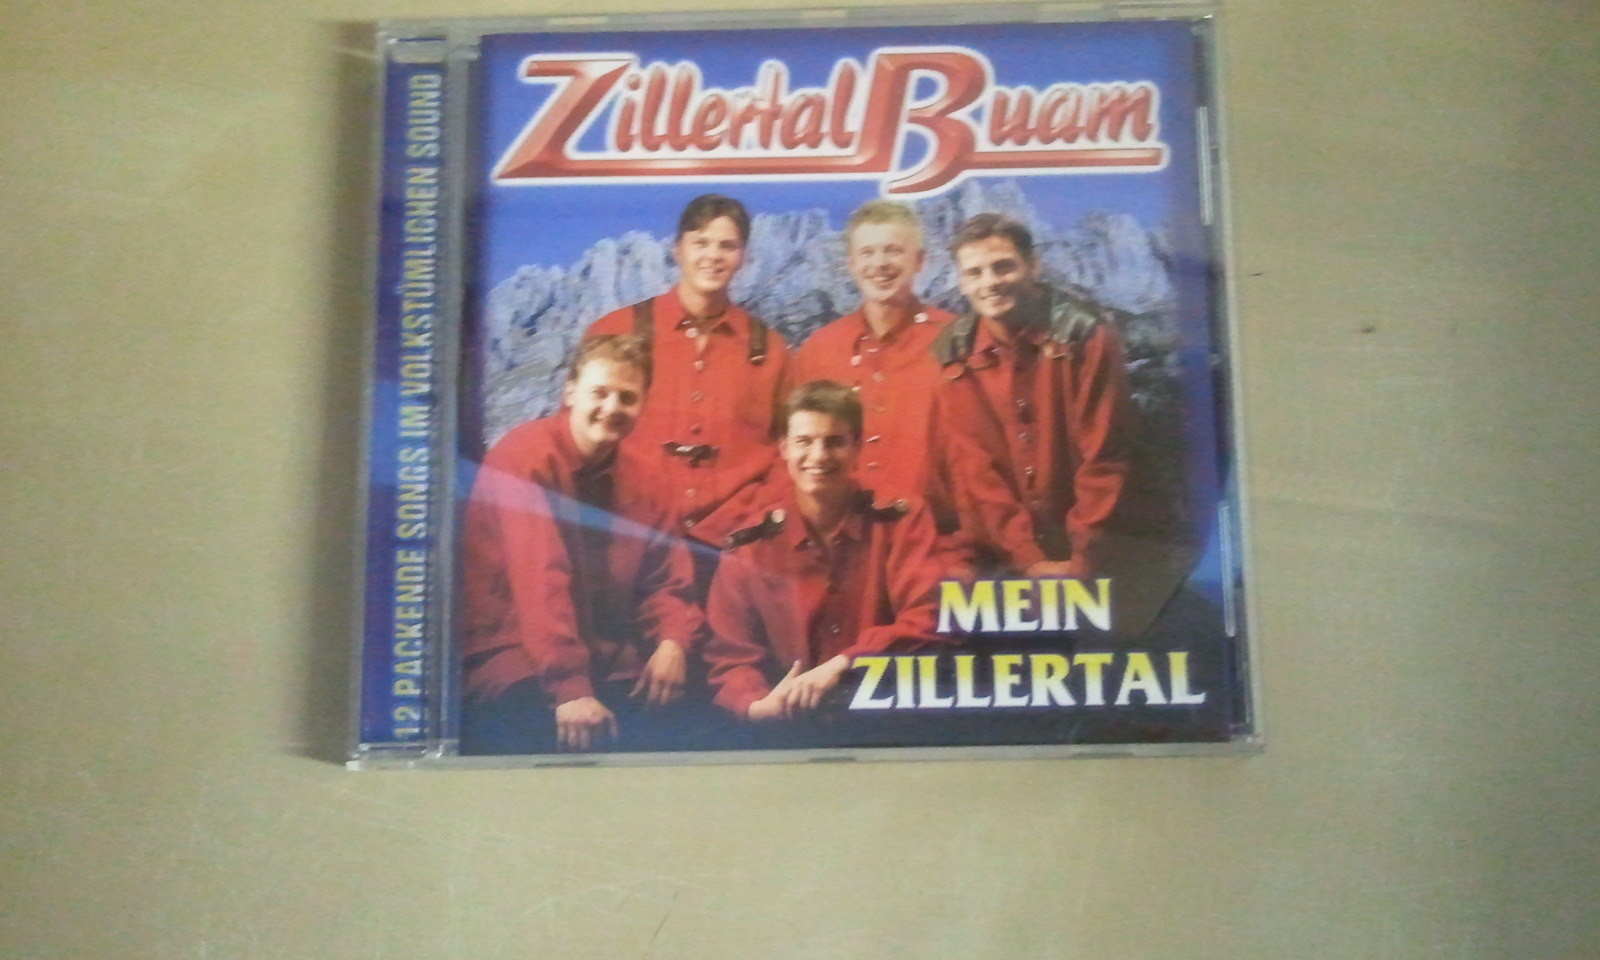 Zillertal Buam
12 PACKENDE SONGS IM VOLKSTÜMLICHEN SOUND
MEIN
ZILLERTAL